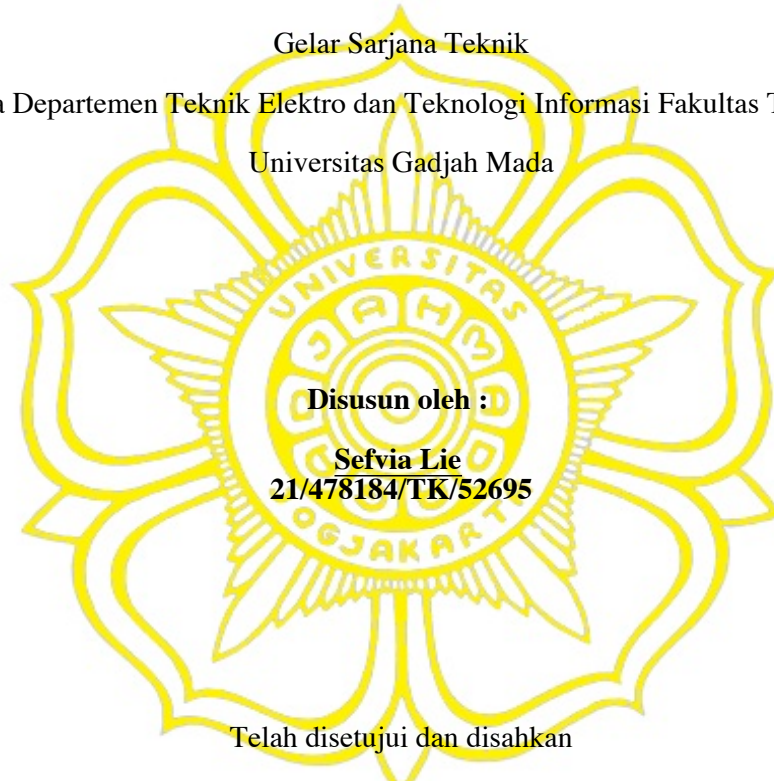 Gelar Sarjana Teknik
Departemen Teknik Elektro dan Teknologi Informasi Fakultas
Universitas Gadjah Mada
UNIVERSITAS
Disusun oleh :
Sefvia Lie
21/478184/TK/52695
Telah disetujui dan disahkan